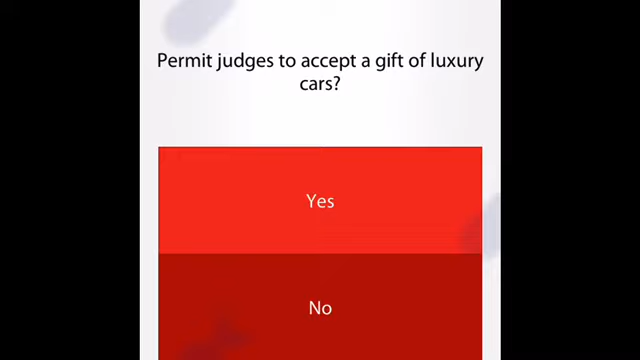 Permit judges to accept a gift of luxury
cars?
Yes
No